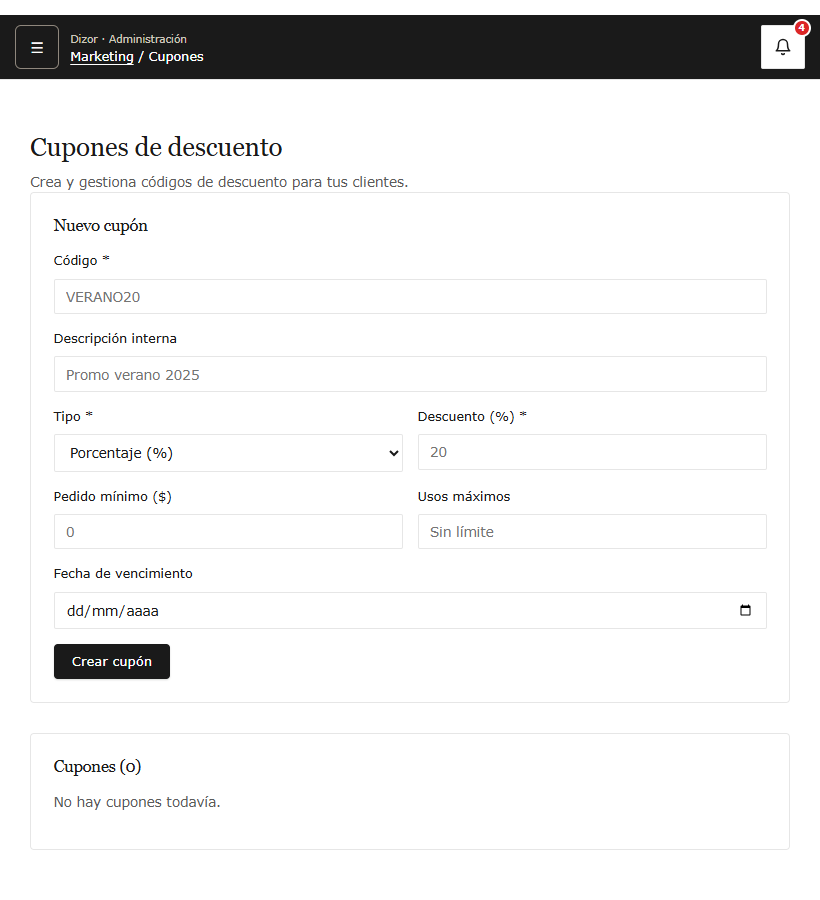 ☰
Dizor · Administración
Marketing / Cupones
4
Cupones de descuento
Crea y gestiona códigos de descuento para tus clientes.
Nuevo cupón
Código *
VERANO20
Descripción interna
Promo verano 2025
Tipo *
Descuento (%) *
Porcentaje (%)
20
Pedido mínimo ($)
Usos máximos
0
Sin límite
Fecha de vencimiento
dd/mm/aaaa
Crear cupón
Cupones (0)
No hay cupones todavía.